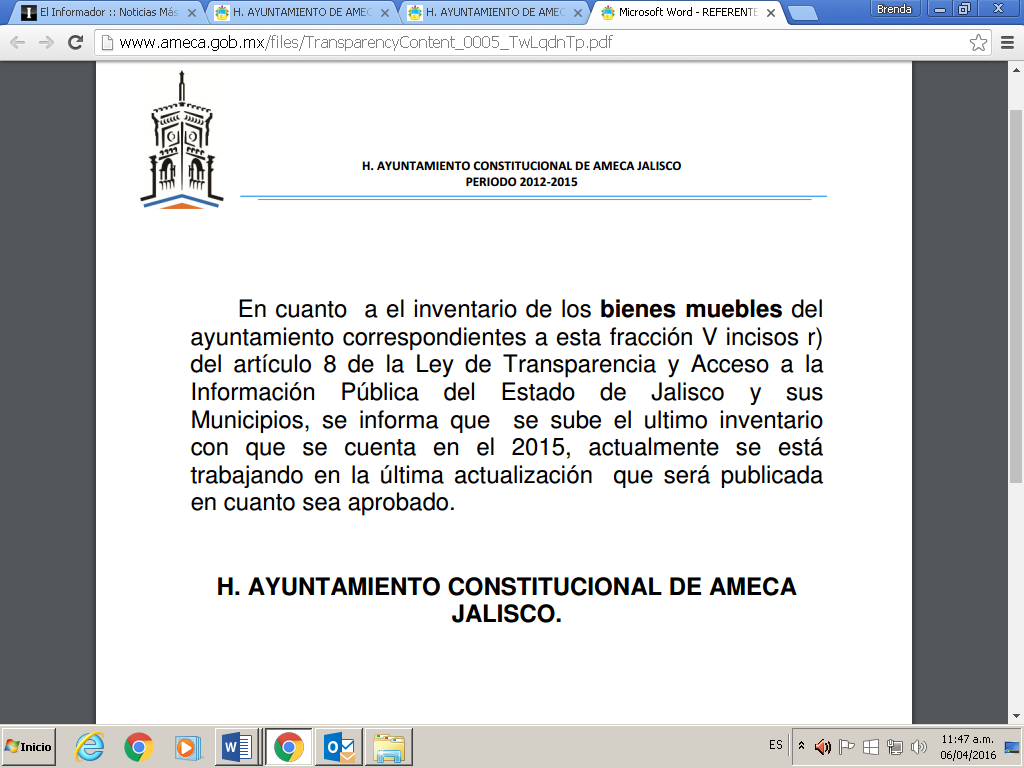 El Informador :: Noticias Más
H. AYUNTAMIENTO DE AMEC
H. AYUNTAMIENTO DE AMEC
Microsoft Word - REFERENTE
Brenda
www.ameca.gob.mx/files/TransparencyContent_0005_TwLqdnTp.pdf
H. AYUNTAMIENTO CONSTITUCIONAL DE AMECA JALISCO
PERIODO 2012-2015
En cuanto a el inventario de los bienes muebles del
ayuntamiento correspondientes a esta fracción V incisos r)
del artículo 8 de la Ley de Transparencia y Acceso a la
Información Pública del Estado de Jalisco y sus
Municipios, se informa que se sube el ultimo inventario
con que se cuenta en el 2015, actualmente se está
trabajando en la última actualización que será publicada
en cuanto sea aprobado.
H. AYUNTAMIENTO CONSTITUCIONAL DE AMECA
JALISCO.
Inicio
ES
11:47 a.m.
06/04/2016